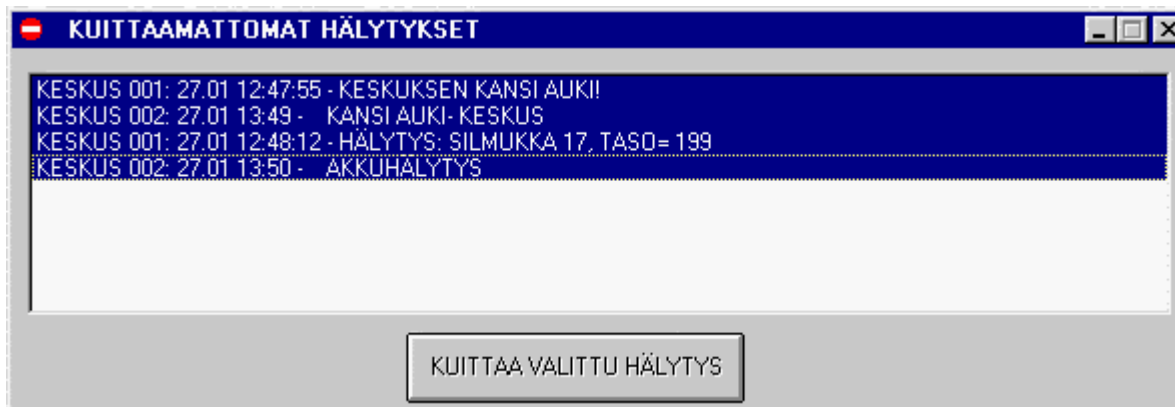 KUITTAAMATTOMAT HÄLYTYKSET
KESKUS 001: 27.01 12:47:55 - KESKUKSEN KANSI AUKI!
KESKUS 002: 27.01 13:49 - KANSI AUKI- KESKUS
KESKUS 001: 27.01 12:48:12 - HÄLYTYS: SILMUKKA 17, TASO= 199
KESKUS 002: 27.01 13:50 - AKKUHÄLYTYS
KUITTAA VALITTU HÄLYTYS